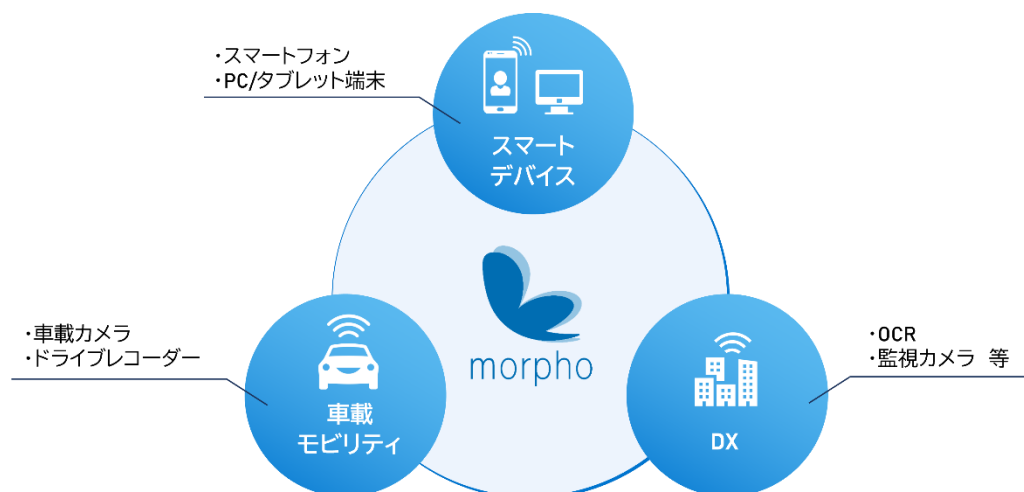 ・スマートフォン
・PC/タブレット端末
スマート
デバイス
morpho
・車載カメラ
・ドライブレコーダー
車載
モビリティ
・OCR
・監視カメラ 等
DX